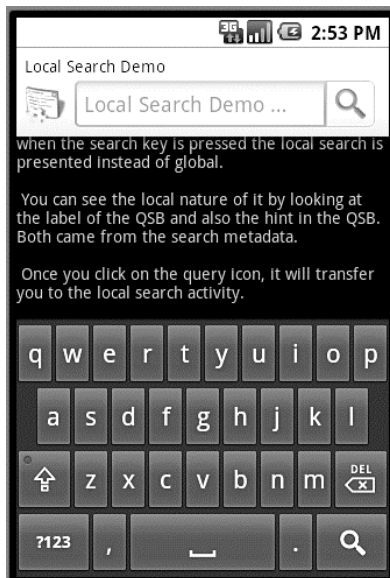 3G 2:53 PM
Local Search Demo
Local Search Demo ...
when the search key is pressed the local search is
presented instead of global.
You can see the local nature of it by looking at
the label of the QSB and also the hint in the QSB.
Both came from the search metadata.
Once you click on the query icon, it will transfer
you to the local search activity.
q w e r t y u i o p
a s d f g h j k l
z x c v b n m DEL
?123 , .